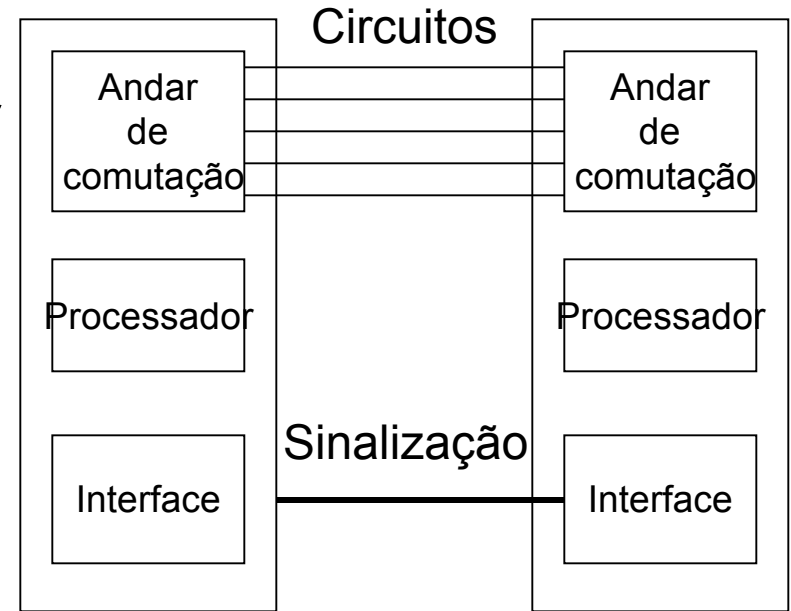 Circuitos
Andar
de
comutação
Andar
de
comutação
Processador
Processador
Sinalização
Interface
Interface